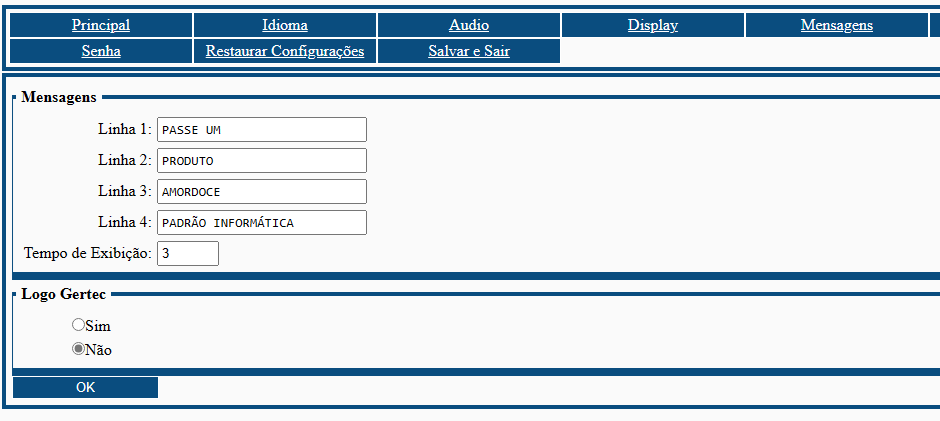 Principal Idioma Audio Display Mensagens
Senha Restaurar Configurações Salvar e Sair
Mensagens
Linha 1: PASSE UM
Linha 2: PRODUTO
Linha 3: AMORDOCE
Linha 4: PADRÃO INFORMÁTICA
Tempo de Exibição: 3
Logo Gertec
Sim
Não
OK